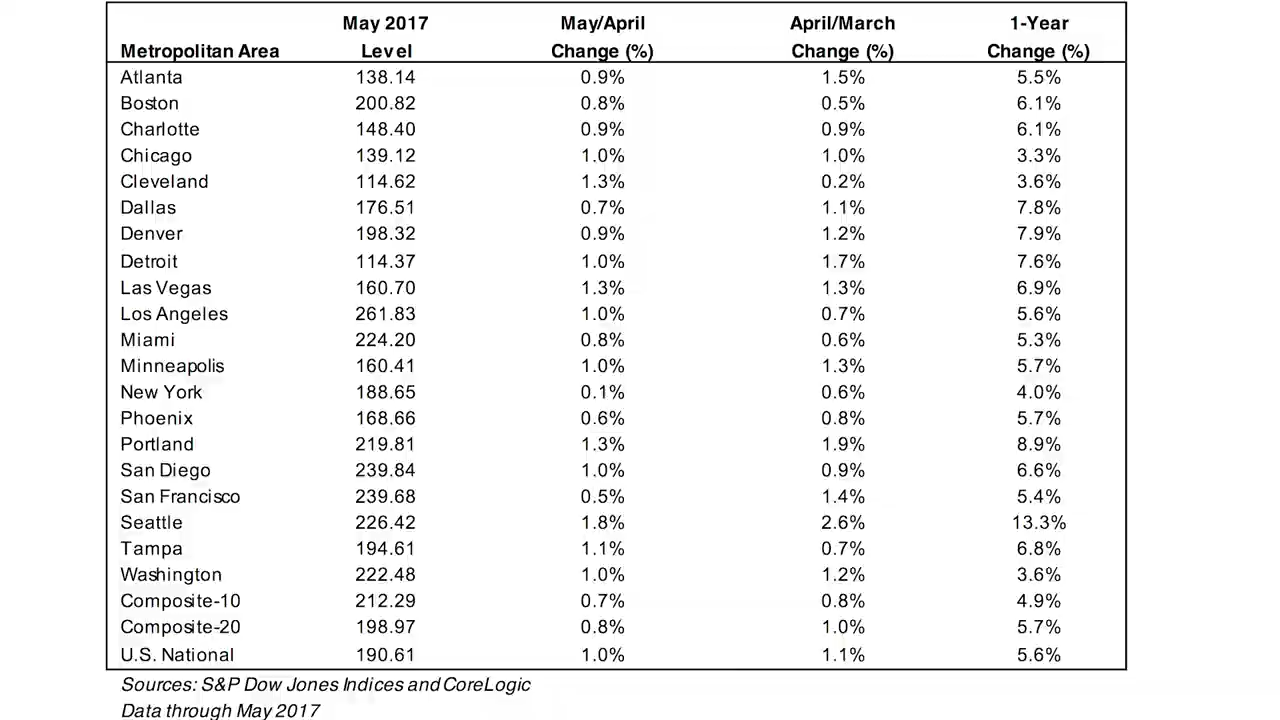 May 2017 May/April April/March 1-Year
Metropolitan Area Level Change (%) Change (%) Change (%)
Atlanta 138.14 0.9% 1.5% 5.5%
Boston 200.82 0.8% 0.5% 6.1%
Charlotte 148.40 0.9% 0.9% 6.1%
Chicago 139.12 1.0% 1.0% 3.3%
Cleveland 114.62 1.3% 0.2% 3.6%
Dallas 176.51 0.7% 1.1% 7.8%
Denver 198.32 0.9% 1.2% 7.9%
Detroit 114.37 1.0% 1.7% 7.6%
Las Vegas 160.70 1.3% 1.3% 6.9%
Los Angeles 261.83 1.0% 0.7% 5.6%
Miami 224.20 0.8% 0.6% 5.3%
Minneapolis 160.41 1.0% 1.3% 5.7%
New York 188.65 0.1% 0.6% 4.0%
Phoenix 168.66 0.6% 0.8% 5.7%
Portland 219.81 1.3% 1.9% 8.9%
San Diego 239.84 1.0% 0.9% 6.6%
San Francisco 239.68 0.5% 1.4% 5.4%
Seattle 226.42 1.8% 2.6% 13.3%
Tampa 194.61 1.1% 0.7% 6.8%
Washington 222.48 1.0% 1.2% 3.6%
Composite-10 212.29 0.7% 0.8% 4.9%
Composite-20 198.97 0.8% 1.0% 5.7%
U.S. National 190.61 1.0% 1.1% 5.6%
Sources: S&P Dow Jones Indices and CoreLogic
Data through May 2017